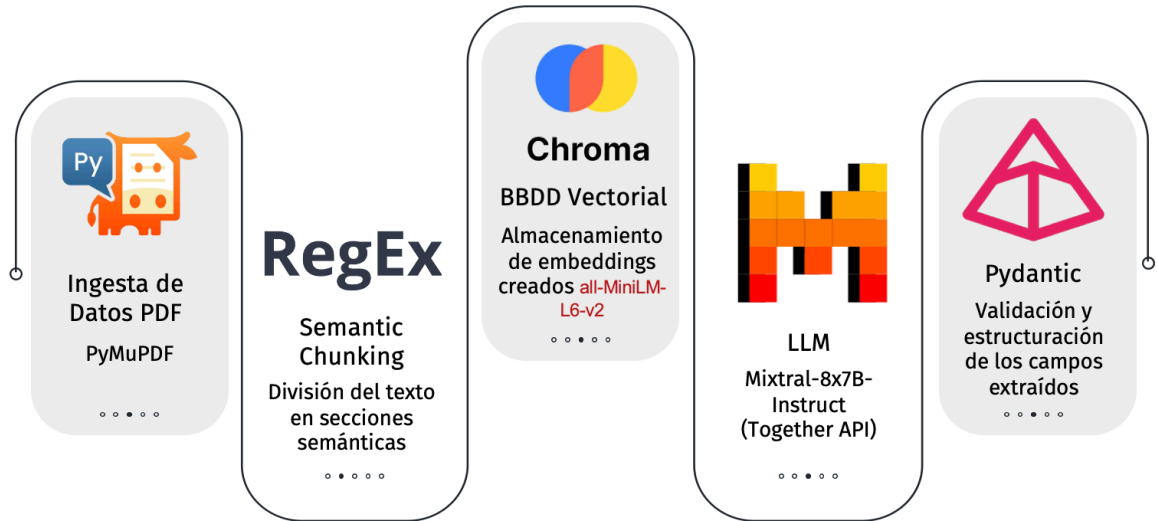 Py
Ingesta de
Datos PDF
PyMuPDF
RegEx
Semantic
Chunking
División del texto
en secciones
semánticas
Chroma
BBDD Vectorial
Almacenamiento
de embeddings
creados all-MiniLM-
L6-v2
LLM
Mixtral-8x7B-
Instruct
(Together API)
Pydantic
Validación y
estructuración
de los campos
extraídos